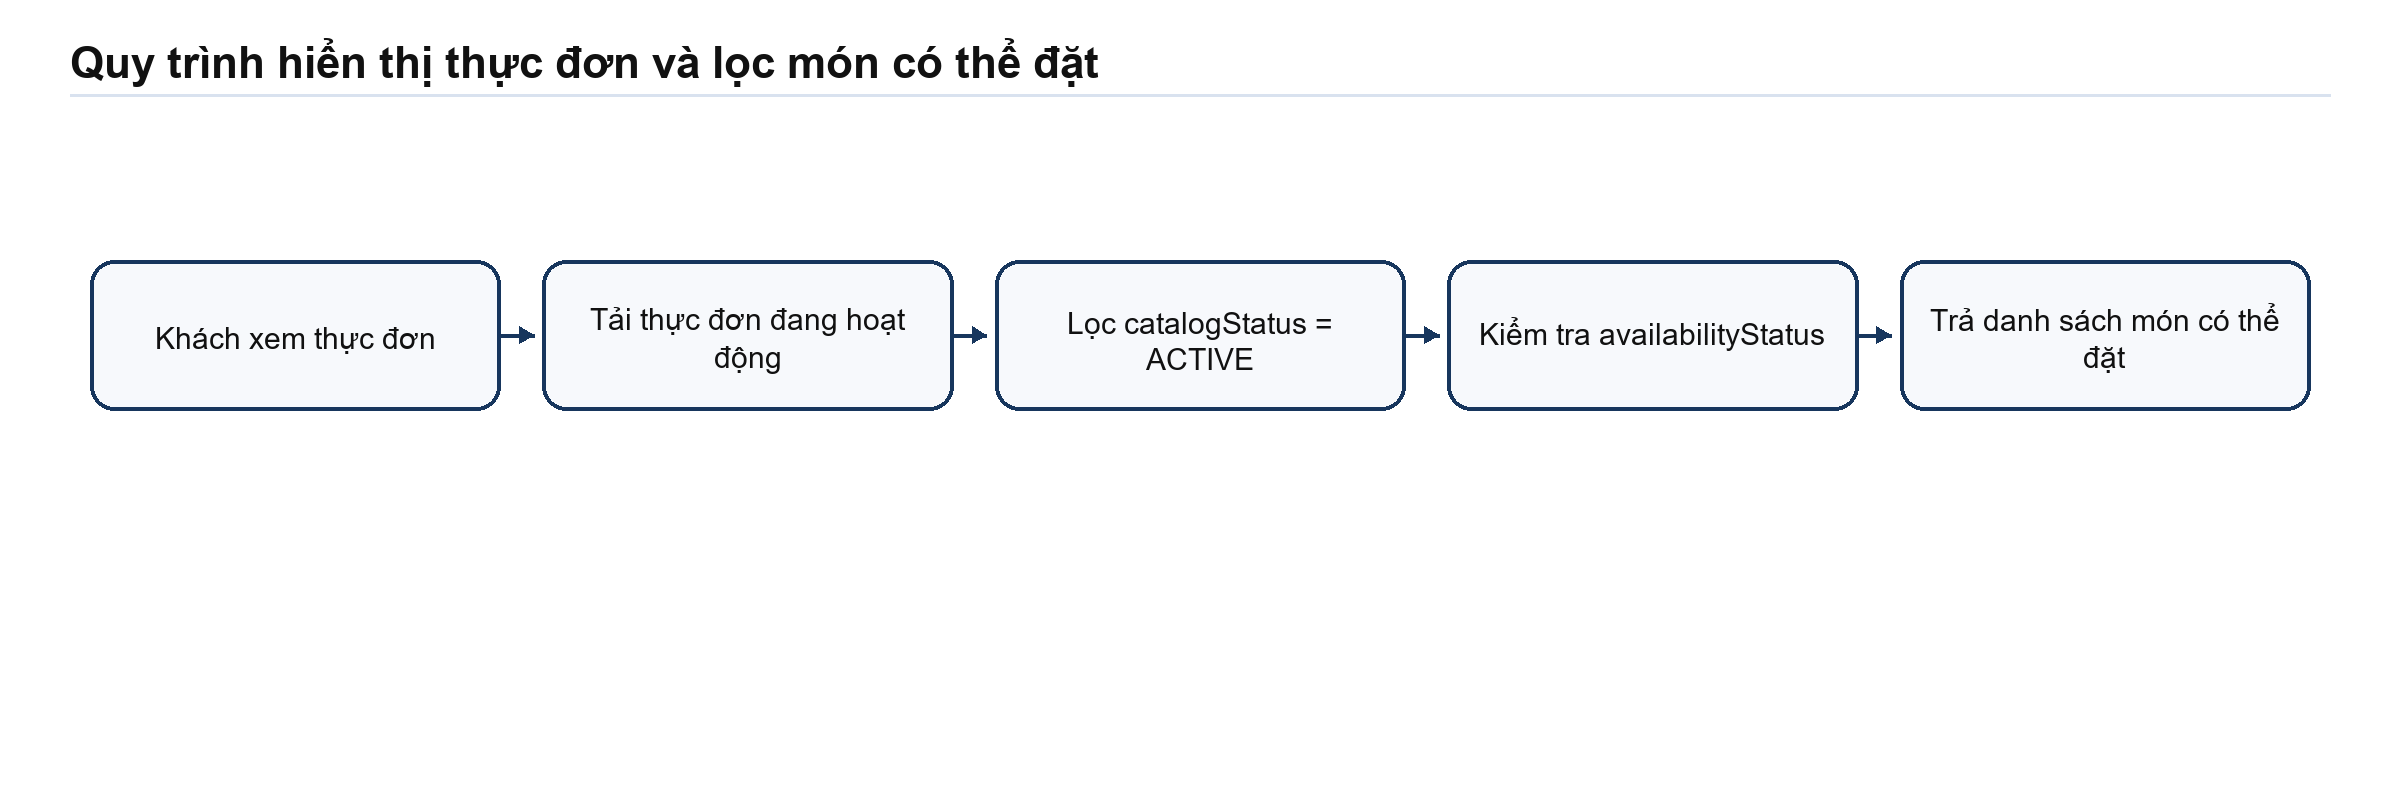 Quy trình hiển thị thực đơn và lọc món có thể đặt
Khách xem thực đơn
Tải thực đơn đang hoạt
động
Lọc catalogStatus =
ACTIVE
Kiểm tra availabilityStatus
Trả danh sách món có thể
đặt